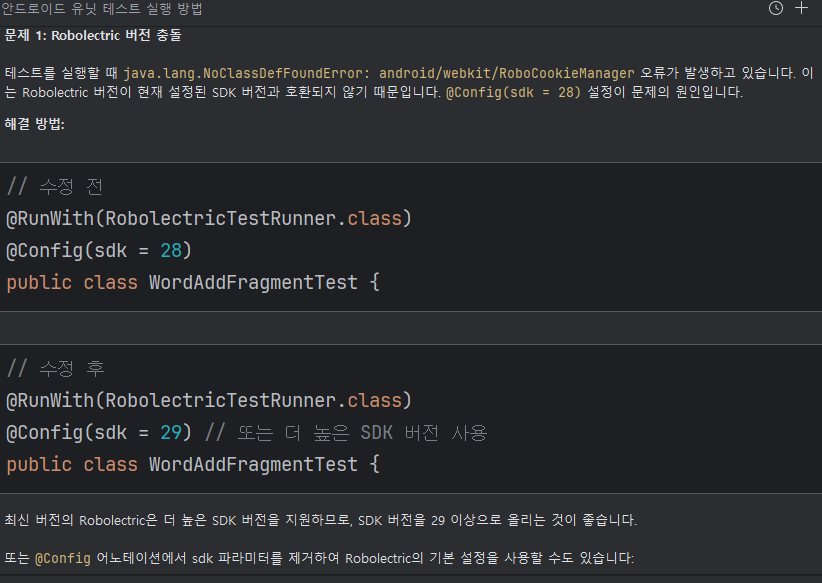 안드로이드 유닛 테스트 실행 방법
문제 1: Robolectric 버전 충돌
테스트를 실행할 때 java.lang.NoClassDefFoundError: android/webkit/RoboCookieManager 오류가 발생하고 있습니다. 이
는 Robolectric 버전이 현재 설정된 SDK 버전과 호환되지 않기 때문입니다. @Config(sdk = 28) 설정이 문제의 원인입니다.
해결 방법:
// 수정 전
@RunWith(RobolectricTestRunner.class)
@Config(sdk = 28)
public class WordAddFragmentTest {
// 수정 후
@RunWith(RobolectricTestRunner.class)
@Config(sdk = 29) // 또는 더 높은 SDK 버전 사용
public class WordAddFragmentTest {
최신 버전의 Robolectric은 더 높은 SDK 버전을 지원하므로, SDK 버전을 29 이상으로 올리는 것이 좋습니다.
또는 @Config 어노테이션에서 sdk 파라미터를 제거하여 Robolectric의 기본 설정을 사용할 수도 있습니다: